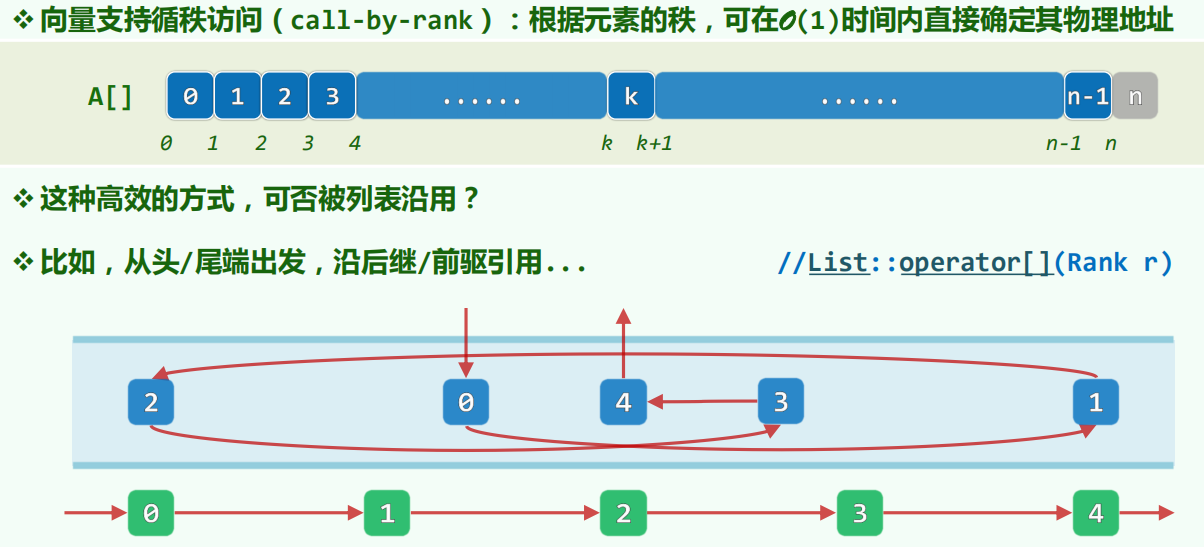 ❖ 向量支持循秩访问（call-by-rank）：根据元素的秩，可在O(1)时间内直接确定其物理地址
A[] 0 1 2 3 ...... k ...... n-1 n
0 1 2 3 4 k k+1 n-1 n
❖ 这种高效的方式，可否被列表沿用？
❖ 比如，从头/尾端出发，沿后继/前驱引用... //List::operator[](Rank r)
2 0 4 3 1
0 1 2 3 4